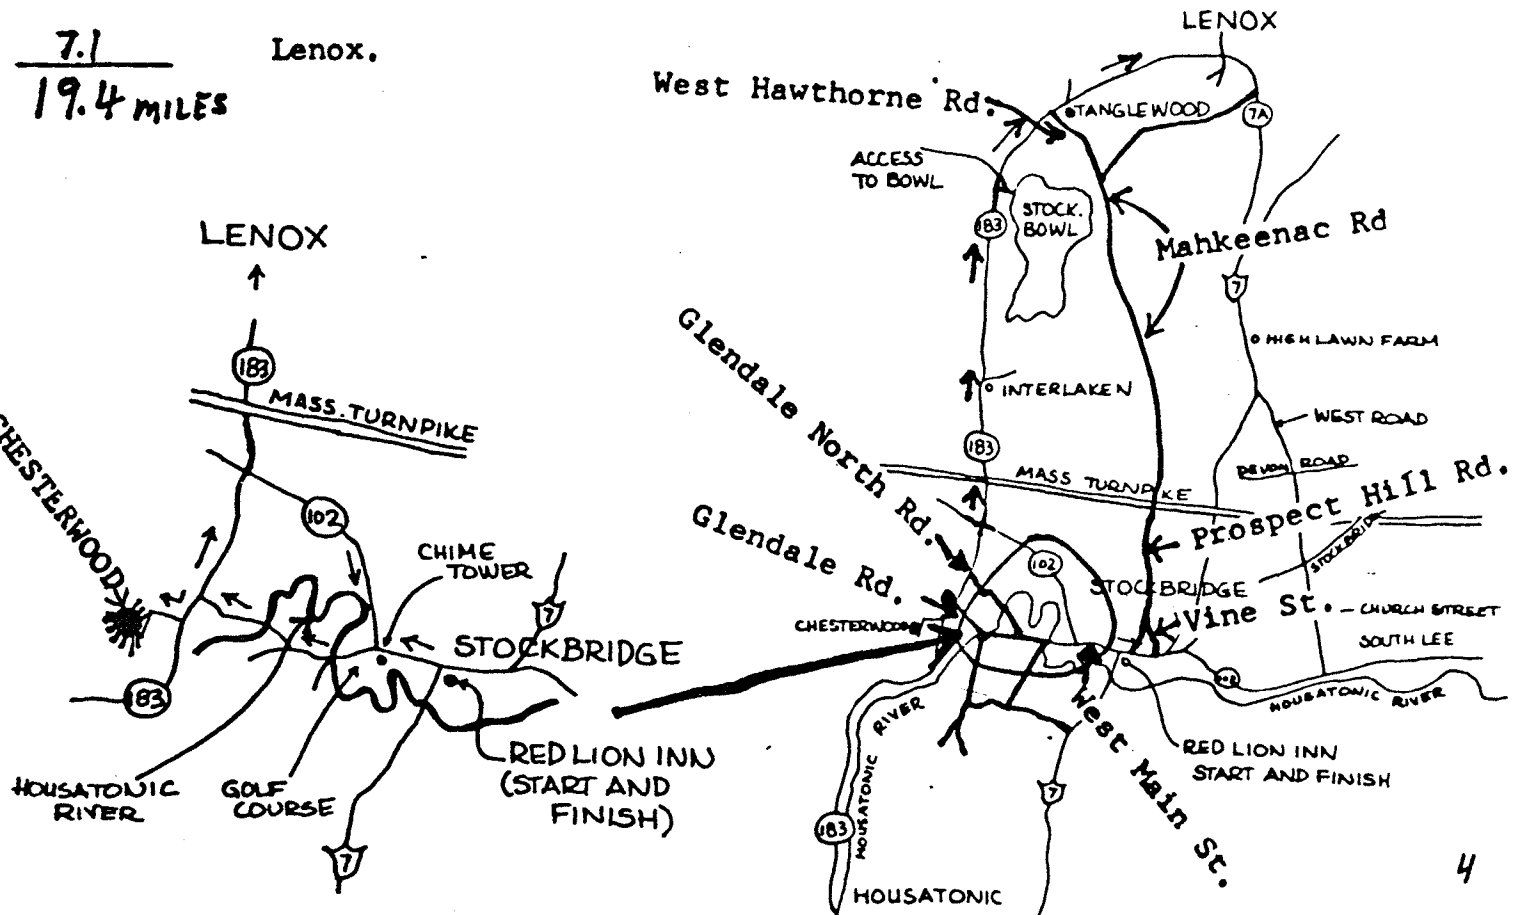 7.1
Lenox.
19.4 MILES
LENOX
183
MASS. TURNPIKE
CHESTERWOOD
102
CHIME
TOWER
7
STOCKBRIDGE
183
RED LION INN
(START AND
FINISH)
HOUSATONIC
RIVER
GOLF
COURSE
7
LENOX
West Hawthorne Rd.
TANGLEWOOD
7A
ACCESS
TO BOWL
STOCK.
BOWL
183
Mahkeenac Rd
7
HIGH LAWN FARM
Glendale North Rd.
INTERLAKEN
WEST ROAD
183
MASS TURNPIKE
DEVON ROAD
Prospect Hill Rd.
Glendale Rd.
102
STOCKBRIDGE
STOCKBRIDGE
Vine St.
CHURCH STREET
CHESTERWOOD
SOUTH LEE
102
HOUSATONIC RIVER
RIVER
HOUSATONIC
West Main St.
RED LION INN
START AND FINISH
7
183
HOUSATONIC
4